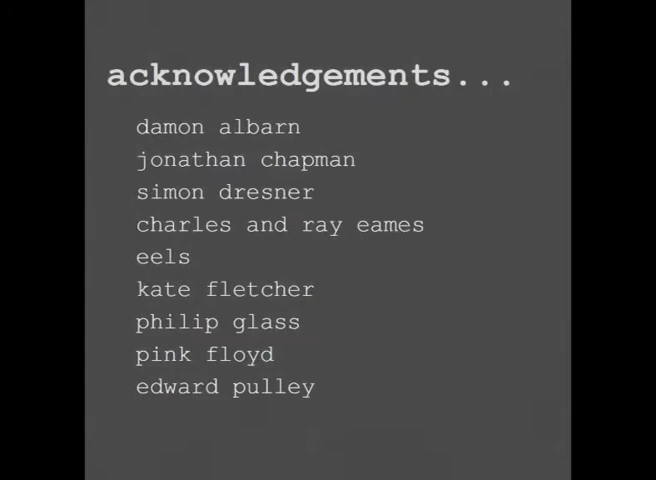 acknowledgements...
damon albarn
jonathan chapman
simon dresner
charles and ray eames
eels
kate fletcher
philip glass
pink floyd
edward pulley